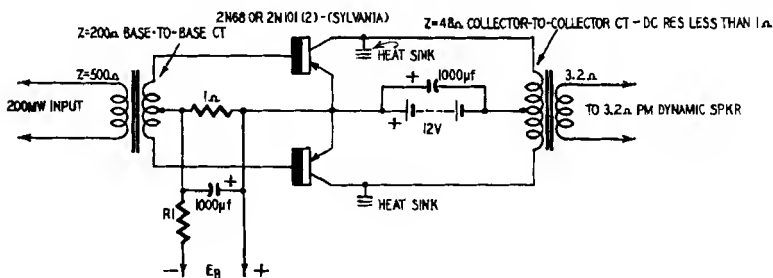 2N68 OR 2N101 (2)-(SYLVANIA)
Z=200Ω BASE-TO-BASE CT
Z=48Ω COLLECTOR-TO-COLLECTOR CT - DC RES LESS THAN 1Ω
HEAT SINK
Z=500Ω
1Ω
+
1000µf
3.2Ω
200MW INPUT
TO 3.2Ω PM DYNAMIC SPKR
+
12V
+
1000µf
HEAT SINK
R1
- EB +